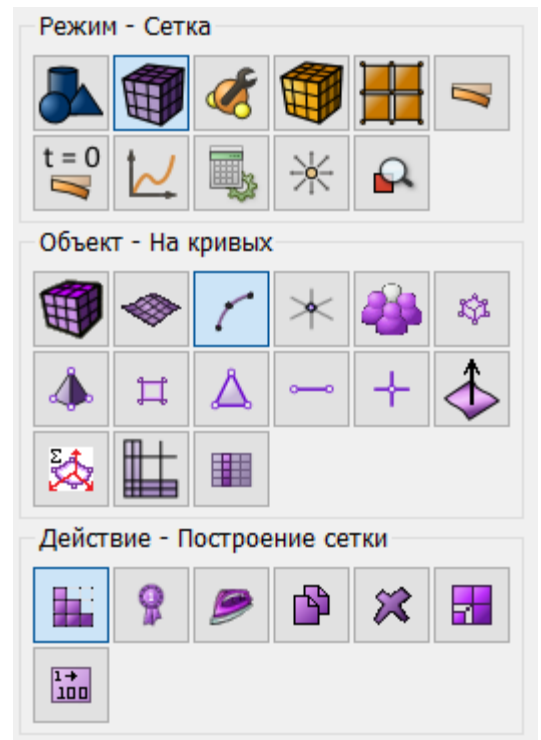 Режим - Сетка
t = 0
Объект - На кривых
Σ
Действие - Построение сетки
1→
100